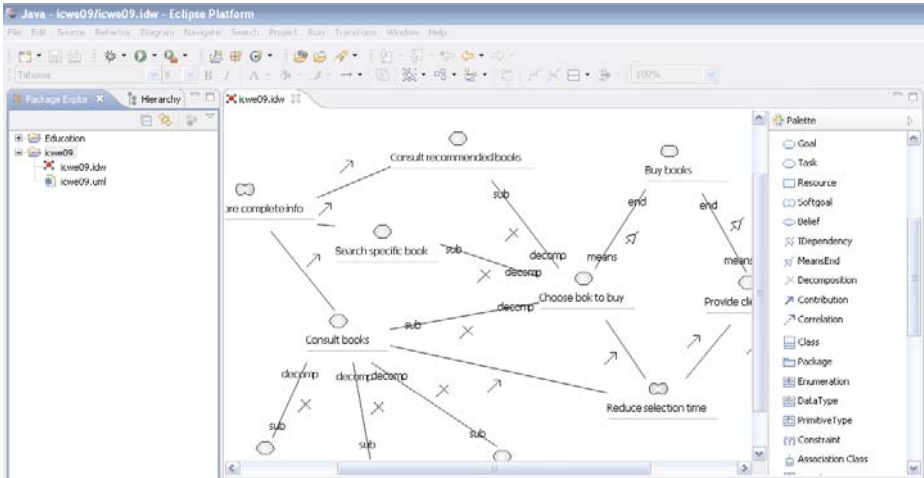 Java - icwe09/icwe09.idw - Eclipse Platform
File Edit Source Refactor Diagram Navigate Search Project Run Transform Window Help
Tahoma 9 B I A 100%
Package Explor Hierarchy icwe09.idw Palette
Education
icwe09
icwe09.idw
icwe09.uml
Consult recommended books
Buy books
sub
end
end
ore complete info
Search specific book
sub
decomp
means
means
decomp
Choose bok to buy
decomp
Provide cli
sub
Consult books
decomp
decomp
decomp
Reduce selection time
sub
sub
sub
Goal
Task
Resource
Softgoal
Belief
IDependency
MeansEnd
Decomposition
Contribution
Correlation
Class
Package
Enumeration
DataType
PrimitiveType
Constraint
Association Class